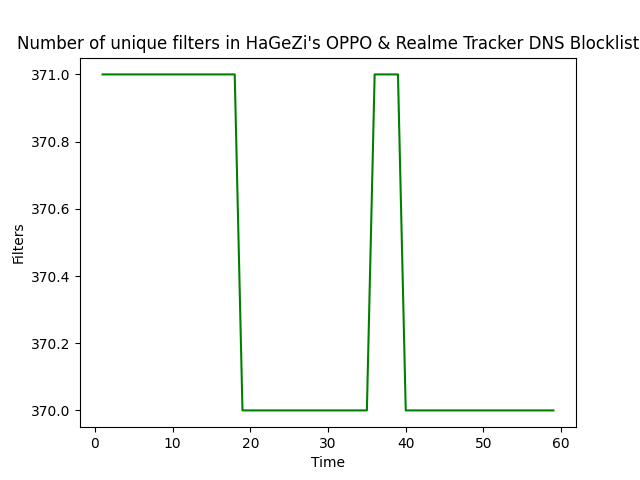 Number of unique filters in HaGeZi's OPPO & Realme Tracker DNS Blocklist
371.0
370.8
370.6
370.4
370.2
370.0
Filters
0 10 20 30 40 50 60
Time